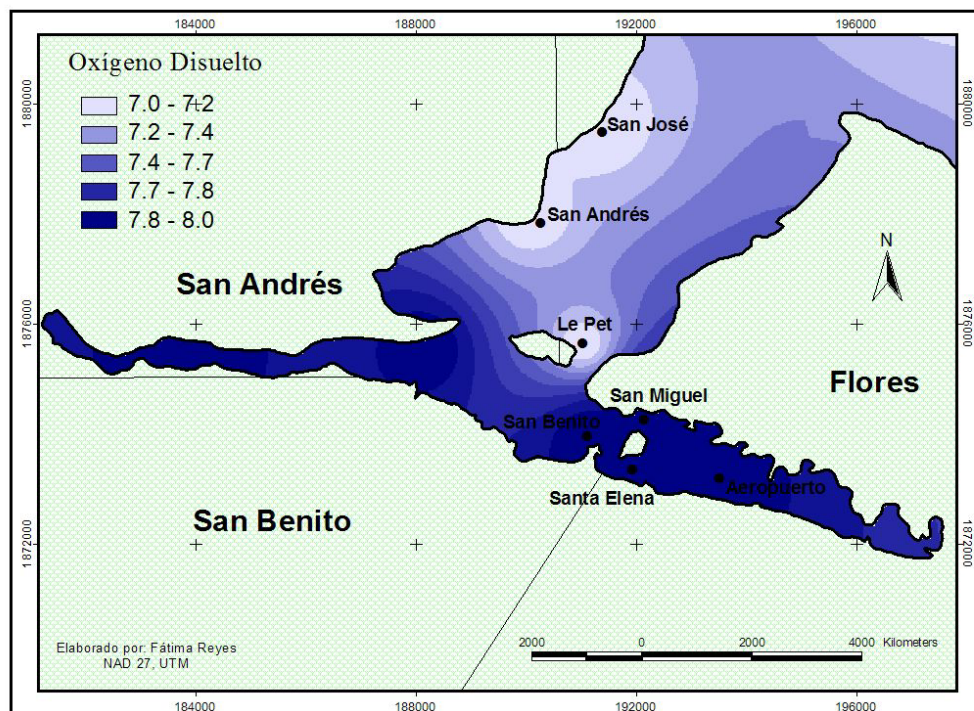 184000 188000 192000 196000
Oxígeno Disuelto
7.0 - 7.2
7.2 - 7.4
7.4 - 7.7
7.7 - 7.8
7.8 - 8.0
1880000
1880000
San José
San Andrés
N
San Andrés
1876000
Le Pet
1876000
Flores
San Miguel
San Benito
Aeropuerto
Santa Elena
San Benito
1872000
1872000
2000 0 2000 4000 Kilometers
Elaborado por: Fátima Reyes
NAD 27, UTM
184000 188000 192000 196000